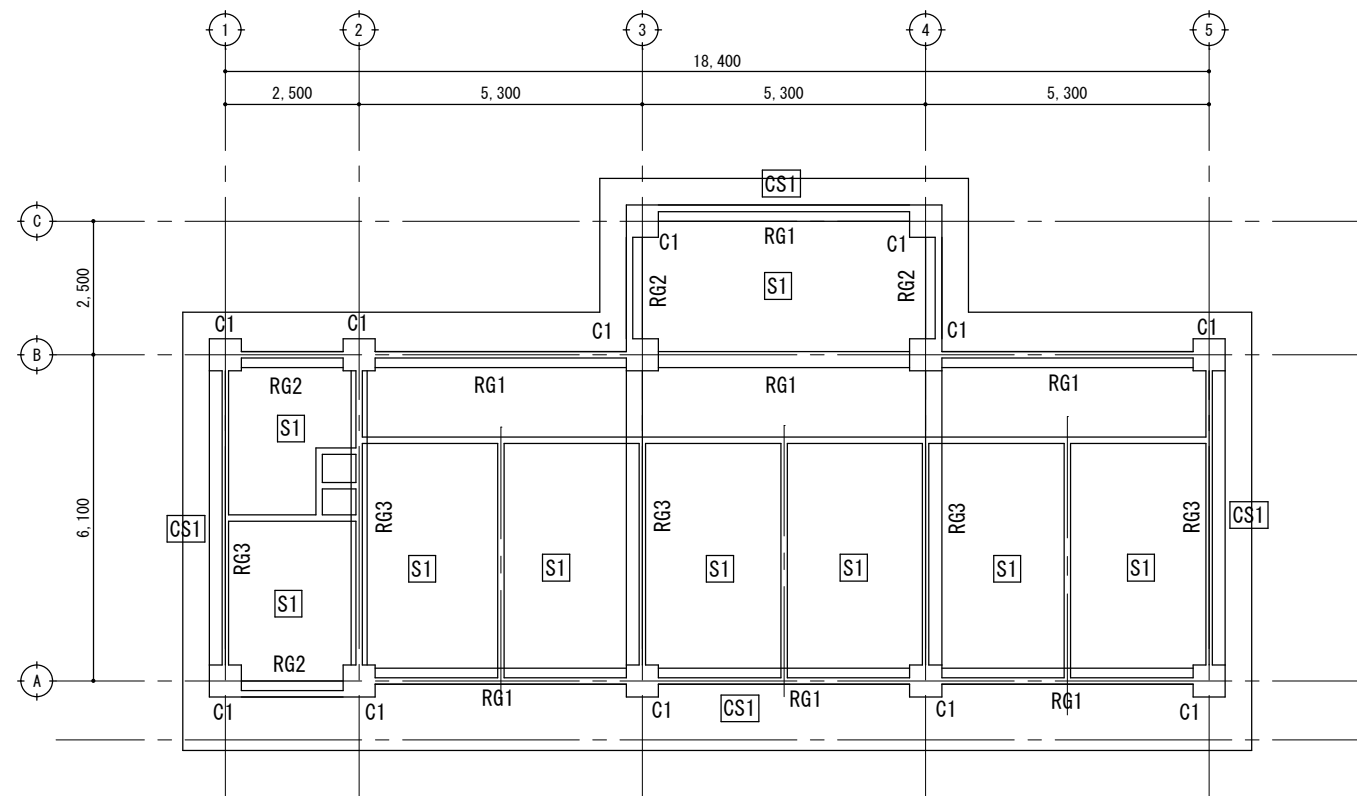 1 2 3 4 5
18,400
2,500 5,300 5,300 5,300
CS1
C
RG1
C1 C1
2,500
RG2 S1 RG2
C1 C1 C1 C1 C1
B
RG2 RG1 RG1 RG1
S1
6,100
CS1 RG3 RG3 RG3 RG3 RG3 CS1
S1 S1 S1 S1 S1 S1
S1
RG2
A
RG1 RG1 RG1
C1 C1 C1 CS1 C1 C1